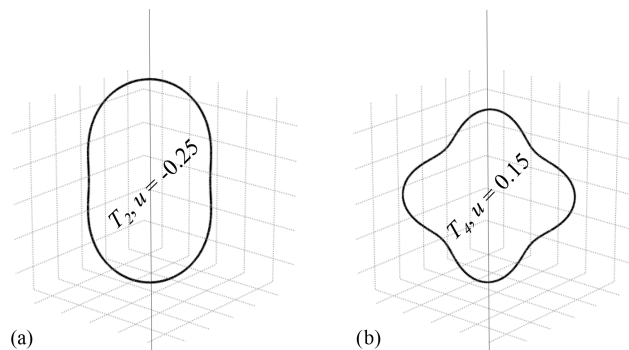 T₂, u = -0.25
T₄, u = 0.15
(a)
(b)